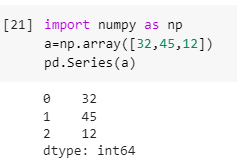 [21] import numpy as np
a=np.array([32,45,12])
pd.Series(a)
0    32
1    45
2    12
dtype: int64